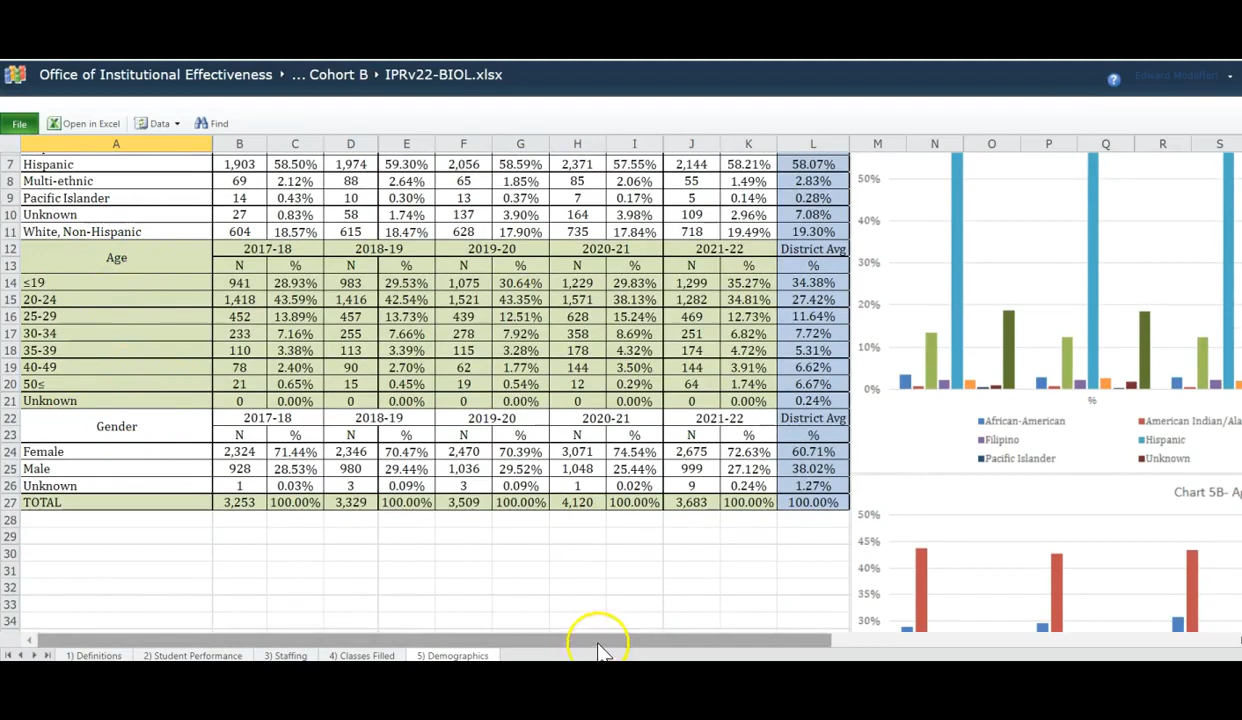 Office of Institutional Effectiveness ▸ ... Cohort B ▸ IPRv22-BIOL.xlsx
Edward Modafferi
File Open in Excel Data Find
A B C D E F G H I J K L M N O P Q R S
7 Hispanic 1,903 58.50% 1,974 59.30% 2,056 58.59% 2,371 57.55% 2,144 58.21% 58.07%
8 Multi-ethnic 69 2.12% 88 2.64% 65 1.85% 85 2.06% 55 1.49% 2.83%
9 Pacific Islander 14 0.43% 10 0.30% 13 0.37% 7 0.17% 5 0.14% 0.28%
10 Unknown 27 0.83% 58 1.74% 137 3.90% 164 3.98% 109 2.96% 7.08%
11 White, Non-Hispanic 604 18.57% 615 18.47% 628 17.90% 735 17.84% 718 19.49% 19.30%
12 Age 2017-18 2018-19 2019-20 2020-21 2021-22 District Avg
13 N % N % N % N % N % %
14 ≤19 941 28.93% 983 29.53% 1,075 30.64% 1,229 29.83% 1,299 35.27% 34.38%
15 20-24 1,418 43.59% 1,416 42.54% 1,521 43.35% 1,571 38.13% 1,282 34.81% 27.42%
16 25-29 452 13.89% 457 13.73% 439 12.51% 628 15.24% 469 12.73% 11.64%
17 30-34 233 7.16% 255 7.66% 278 7.92% 358 8.69% 251 6.82% 7.72%
18 35-39 110 3.38% 113 3.39% 115 3.28% 178 4.32% 174 4.72% 5.31%
19 40-49 78 2.40% 90 2.70% 62 1.77% 144 3.50% 144 3.91% 6.62%
20 50≤ 21 0.65% 15 0.45% 19 0.54% 12 0.29% 64 1.74% 6.67%
21 Unknown 0 0.00% 0 0.00% 0 0.00% 0 0.00% 0 0.00% 0.24%
22 Gender 2017-18 2018-19 2019-20 2020-21 2021-22 District Avg
23 N % N % N % N % N % %
24 Female 2,324 71.44% 2,346 70.47% 2,470 70.39% 3,071 74.54% 2,675 72.63% 60.71%
25 Male 928 28.53% 980 29.44% 1,036 29.52% 1,048 25.44% 999 27.12% 38.02%
26 Unknown 1 0.03% 3 0.09% 3 0.09% 1 0.02% 9 0.24% 1.27%
27 TOTAL 3,253 100.00% 3,329 100.00% 3,509 100.00% 4,120 100.00% 3,683 100.00% 100.00%
28
29
30
31
32
33
34
50%
40%
30%
20%
10%
0%
%
African-American American Indian/Ala
Filipino Hispanic
Pacific Islander Unknown
Chart 5B- A
50%
45%
40%
35%
30%
1) Definitions 2) Student Performance 3) Staffing 4) Classes Filled 5) Demographics